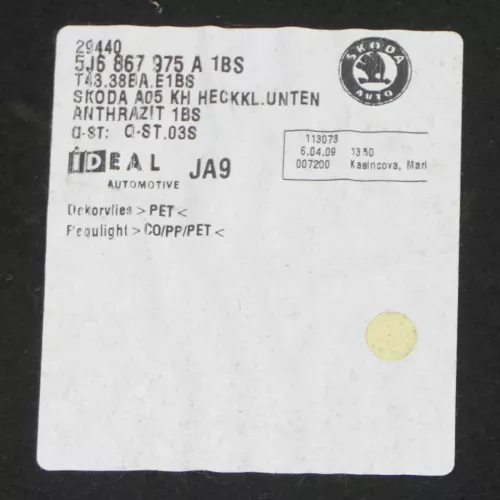 29440
5J6 867 975 A 1BS
T43.38BA.E1BS
SKODA A05 KH HECKKL.UNTEN
ANTHRAZIT 1BS
Q-ST: Q-ST.03S
IDEAL JA9
AUTOMOTIVE
Dekorvlies > PET <
Pequlight > CO/PP/PET <
SKODA
AUTO
113073
6.04.09 13:50
007200 Kasincova, Mari